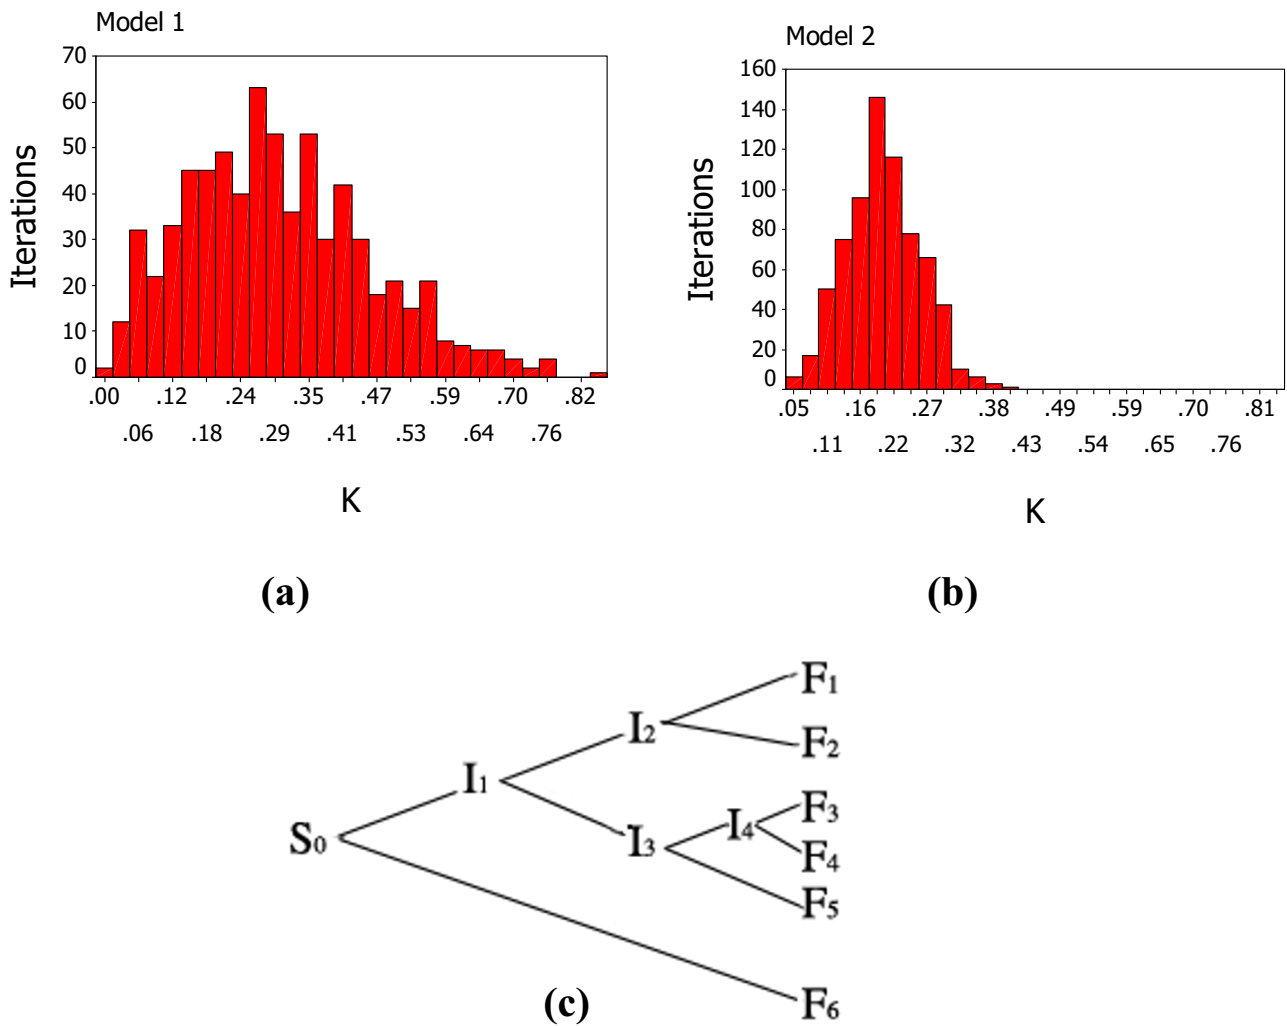 Model 1
70
60
50
40
30
20
10
0
Iterations
.00 .12 .24 .35 .47 .59 .70 .82
.06 .18 .29 .41 .53 .64 .76
K
(a)
Model 2
160
140
120
100
80
60
40
20
0
Iterations
.05 .16 .27 .38 .49 .59 .70 .81
.11 .22 .32 .43 .54 .65 .76
K
(b)
F1
I2
F2
I1
F3
I4
S0
I3
F4
F5
F6
(c)